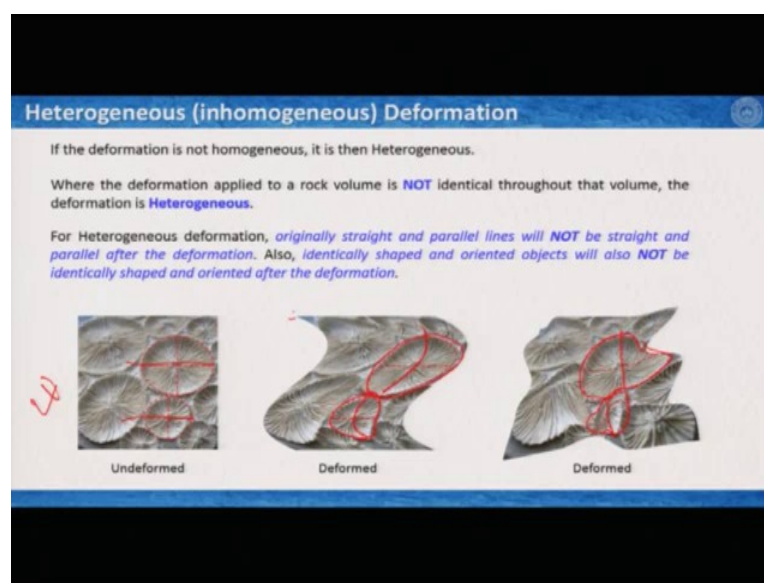 Heterogeneous (inhomogeneous) Deformation
If the deformation is not homogeneous, it is then Heterogeneous.
Where the deformation applied to a rock volume is NOT identical throughout that volume, the
deformation is Heterogeneous.
For Heterogeneous deformation, originally straight and parallel lines will NOT be straight and
parallel after the deformation. Also, identically shaped and oriented objects will also NOT be
identically shaped and oriented after the deformation.
Undeformed
Deformed
Deformed